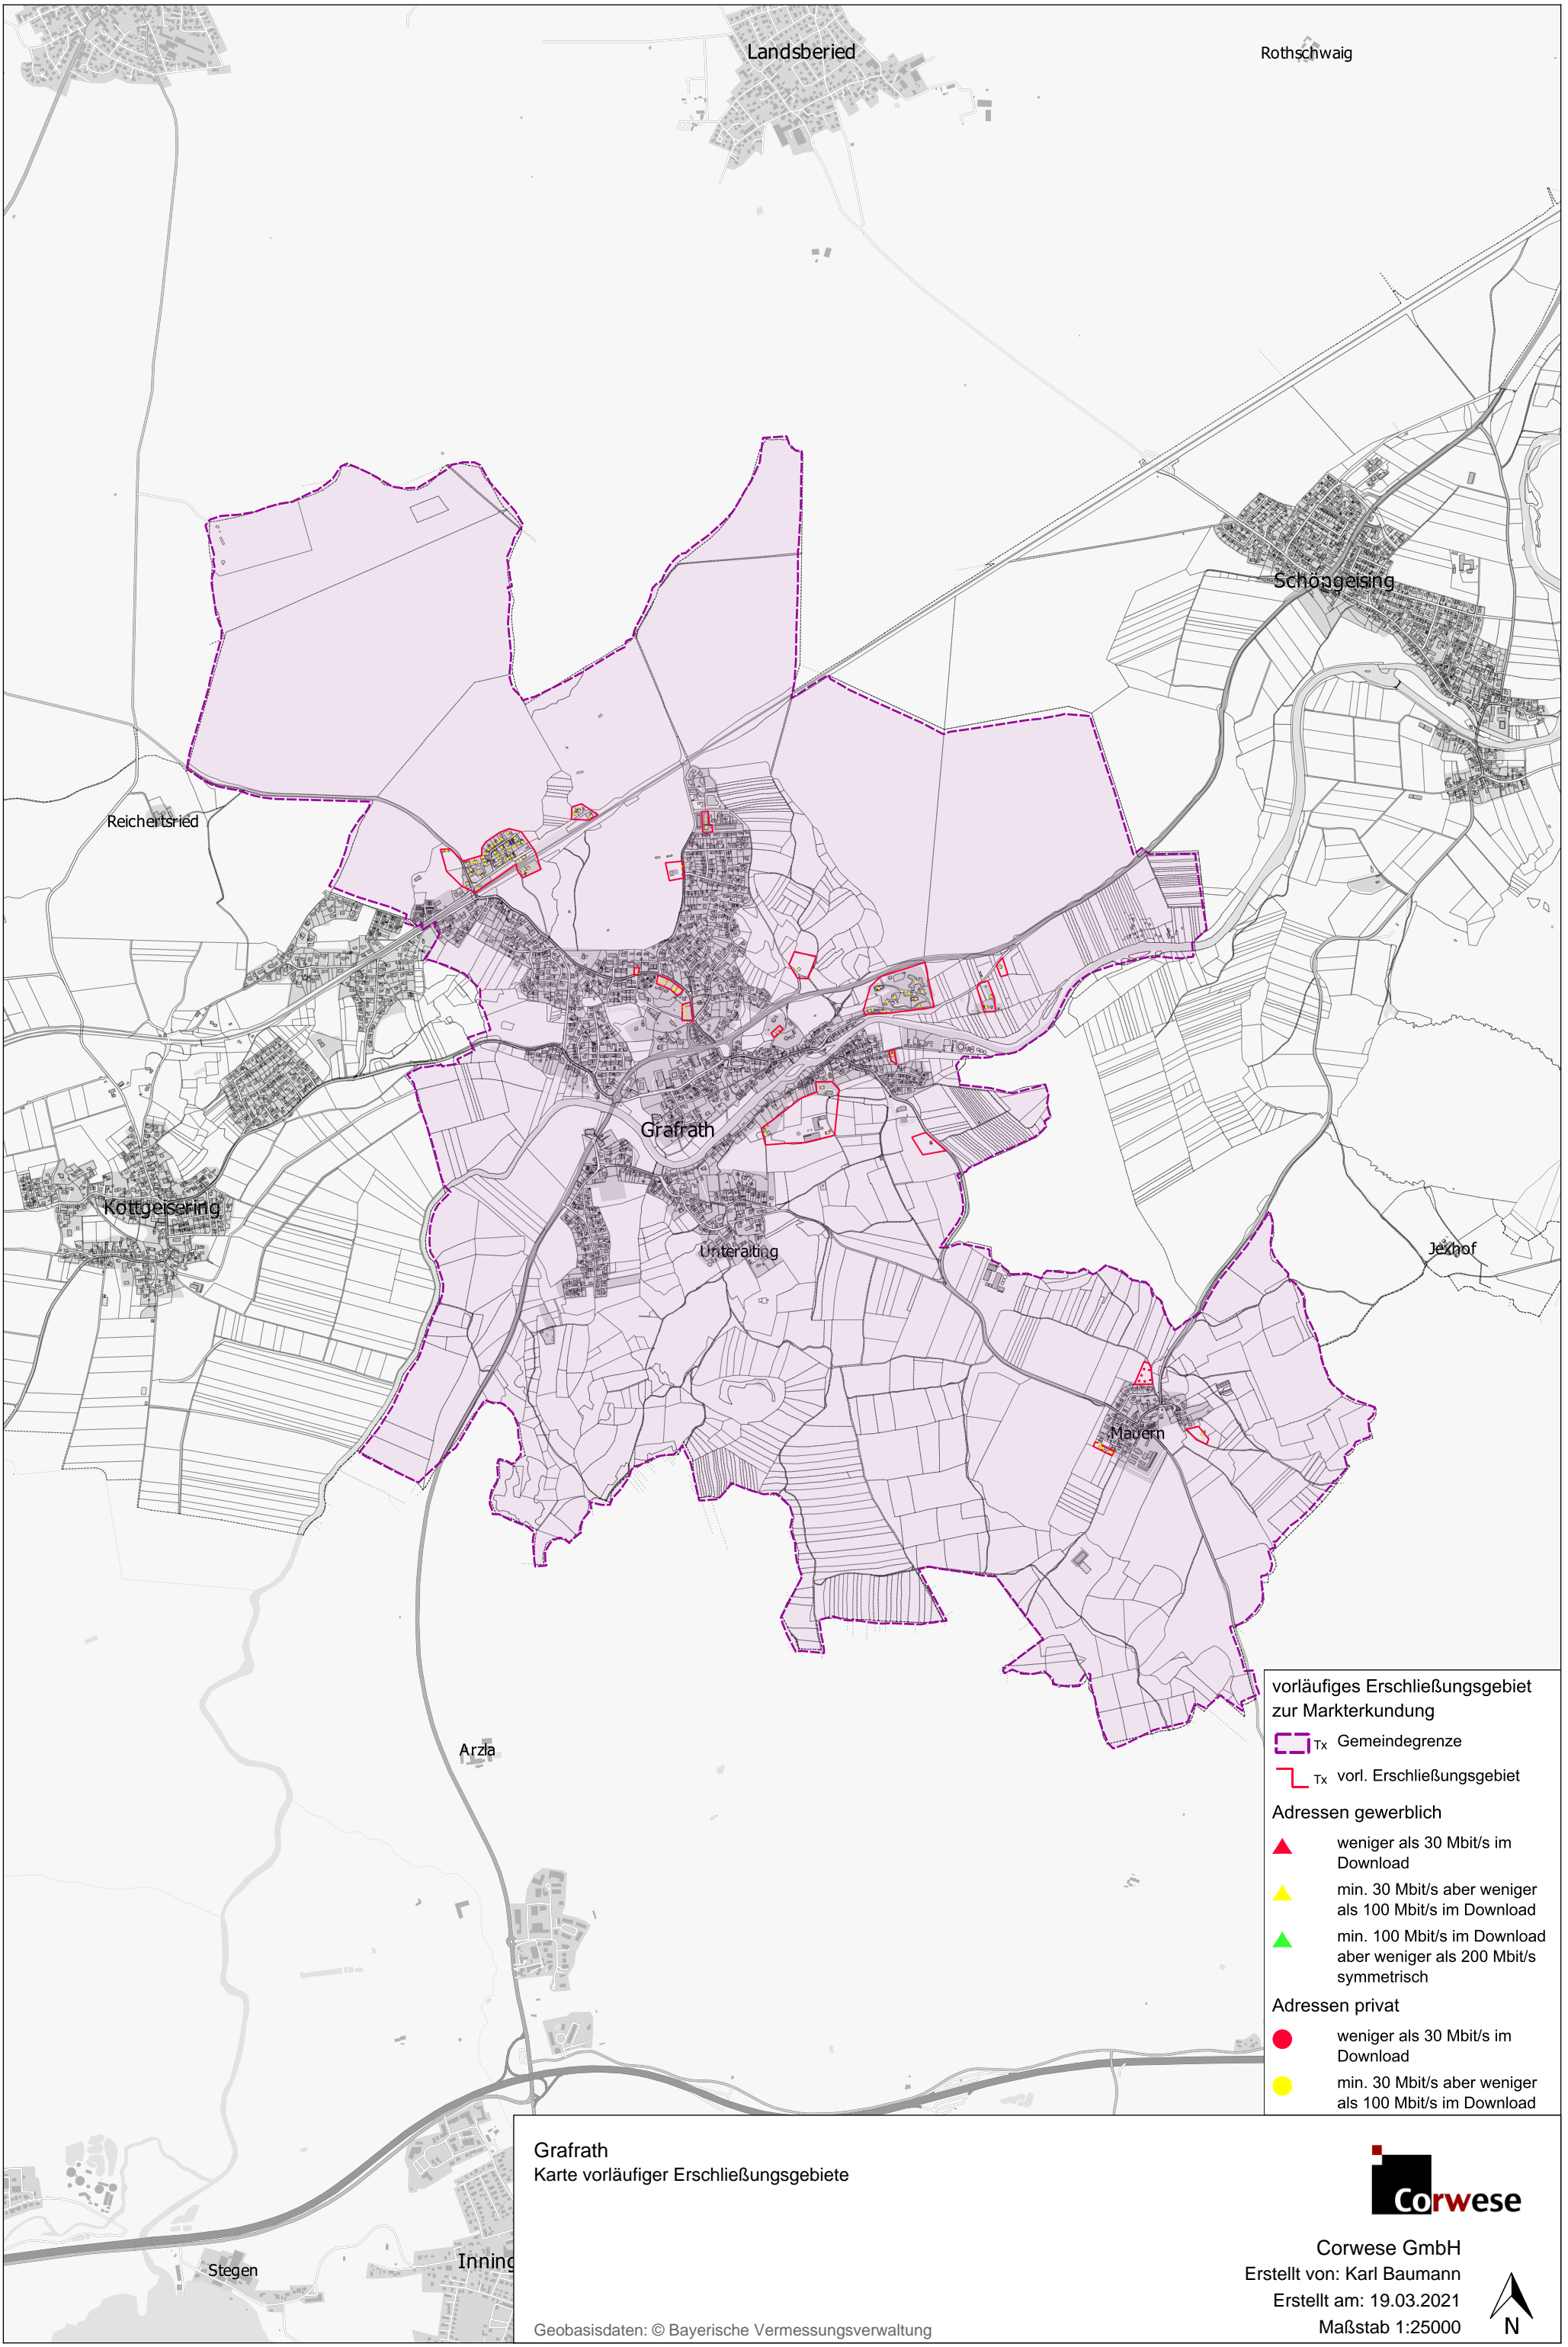 Landsberied
Rothschwaig
Schöngeising
Reichertsried
Grafrath
Kottgeisering
Unteralting
Jexhof
Mauern
Arzla
Stegen
Inning
vorläufiges Erschließungsgebiet
zur Markterkundung
Tx Gemeindegrenze
Tx vorl. Erschließungsgebiet
Adressen gewerblich
weniger als 30 Mbit/s im
Download
min. 30 Mbit/s aber weniger
als 100 Mbit/s im Download
min. 100 Mbit/s im Download
aber weniger als 200 Mbit/s
symmetrisch
Adressen privat
weniger als 30 Mbit/s im
Download
min. 30 Mbit/s aber weniger
als 100 Mbit/s im Download
Grafrath
Karte vorläufiger Erschließungsgebiete
Corwese
Corwese GmbH
Erstellt von: Karl Baumann
Erstellt am: 19.03.2021
Maßstab 1:25000
N
Geobasisdaten: © Bayerische Vermessungsverwaltung